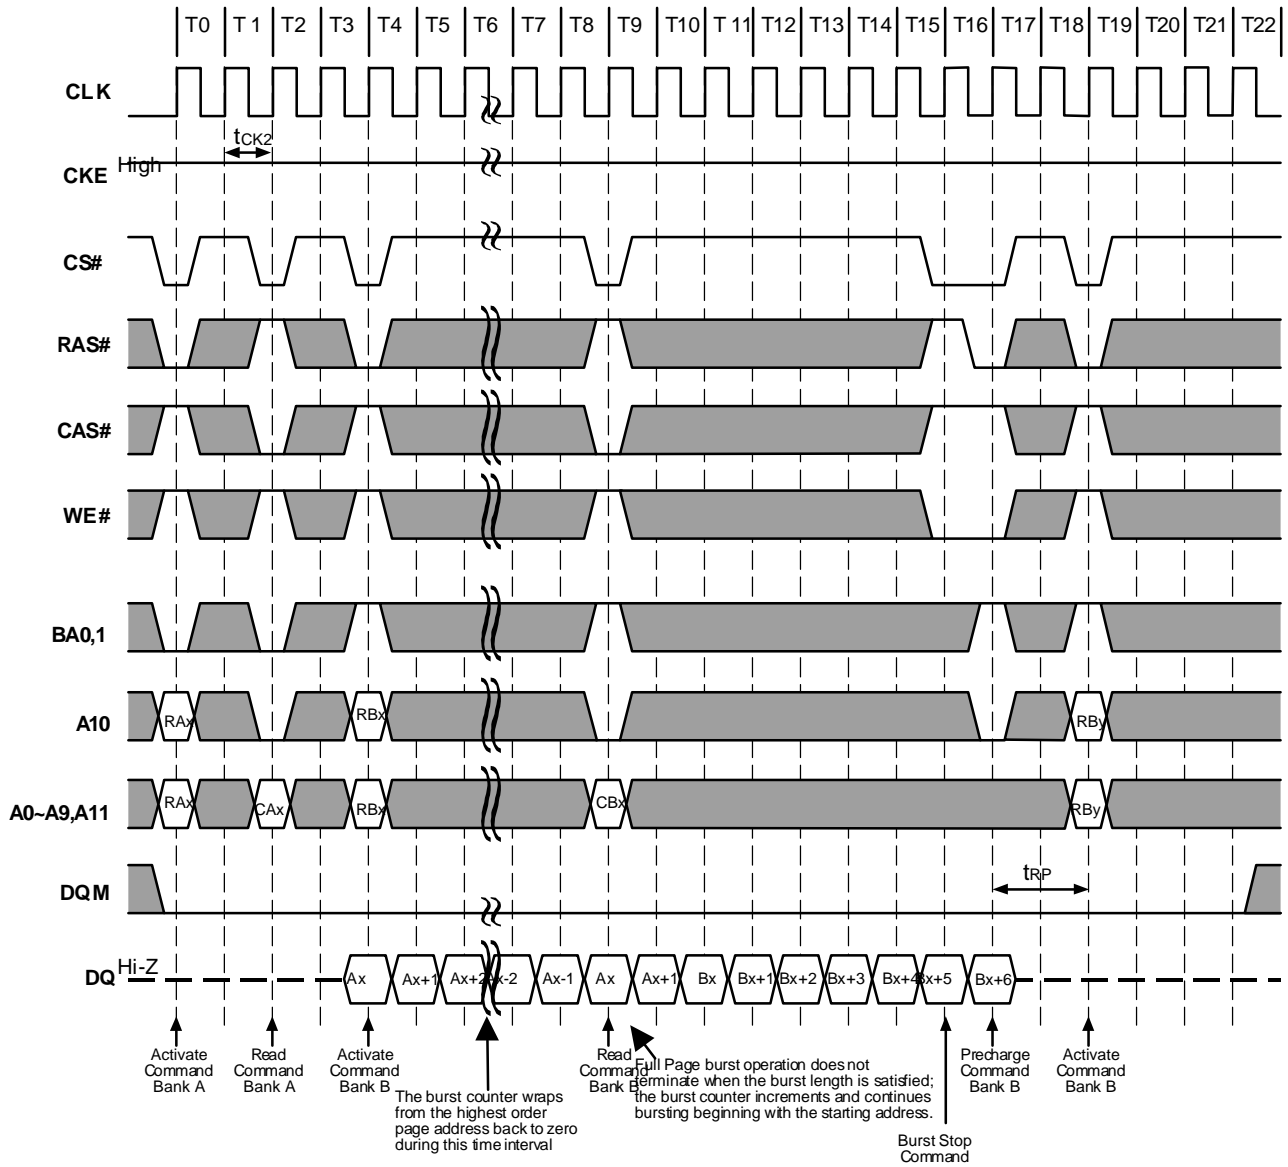 T0 T 1 T2 T3 T4 T5 T6 T7 T8 T9 T10 T 11 T12 T13 T14 T15 T16 T17 T18 T19 T20 T21 T22
CLK
tCK2
CKE High
CS#
RAS#
CAS#
WE#
BA0,1
A10 RAx RBx RBy
A0~A9,A11 RAx CAx RBx CBx RBy
DQM tRP
DQ Hi-Z Ax Ax+1 Ax+2 Ax-2 Ax-1 Ax Ax+1 Bx Bx+1 Bx+2 Bx+3 Bx+4 Bx+5 Bx+6
Activate
Command
Bank A
Read
Command
Bank A
Activate
Command
Bank B
The burst counter wraps
from the highest order
page address back to zero
during this time interval
Read
Command
Bank B
Full Page burst operation does not
terminate when the burst length is satisfied;
the burst counter increments and continues
bursting beginning with the starting address.
Burst Stop
Command
Precharge
Command
Bank B
Activate
Command
Bank B